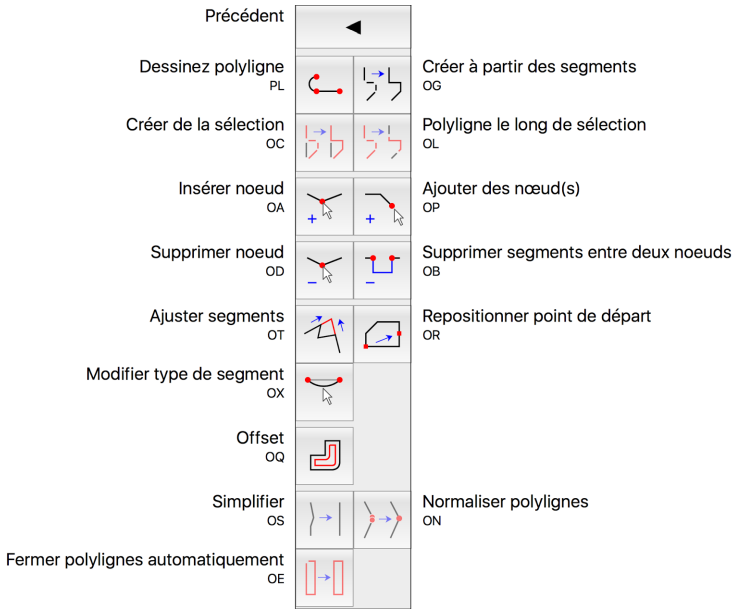 Précédent
Dessinez polyligne
PL
Créer à partir des segments
OG
Créer de la sélection
OC
Polyligne le long de sélection
OL
Insérer noeud
OA
Ajouter des nœud(s)
OP
Supprimer noeud
OD
Supprimer segments entre deux noeuds
OB
Ajuster segments
OT
Repositionner point de départ
OR
Modifier type de segment
OX
Offset
OQ
Simplifier
OS
Normaliser polylignes
ON
Fermer polylignes automatiquement
OE